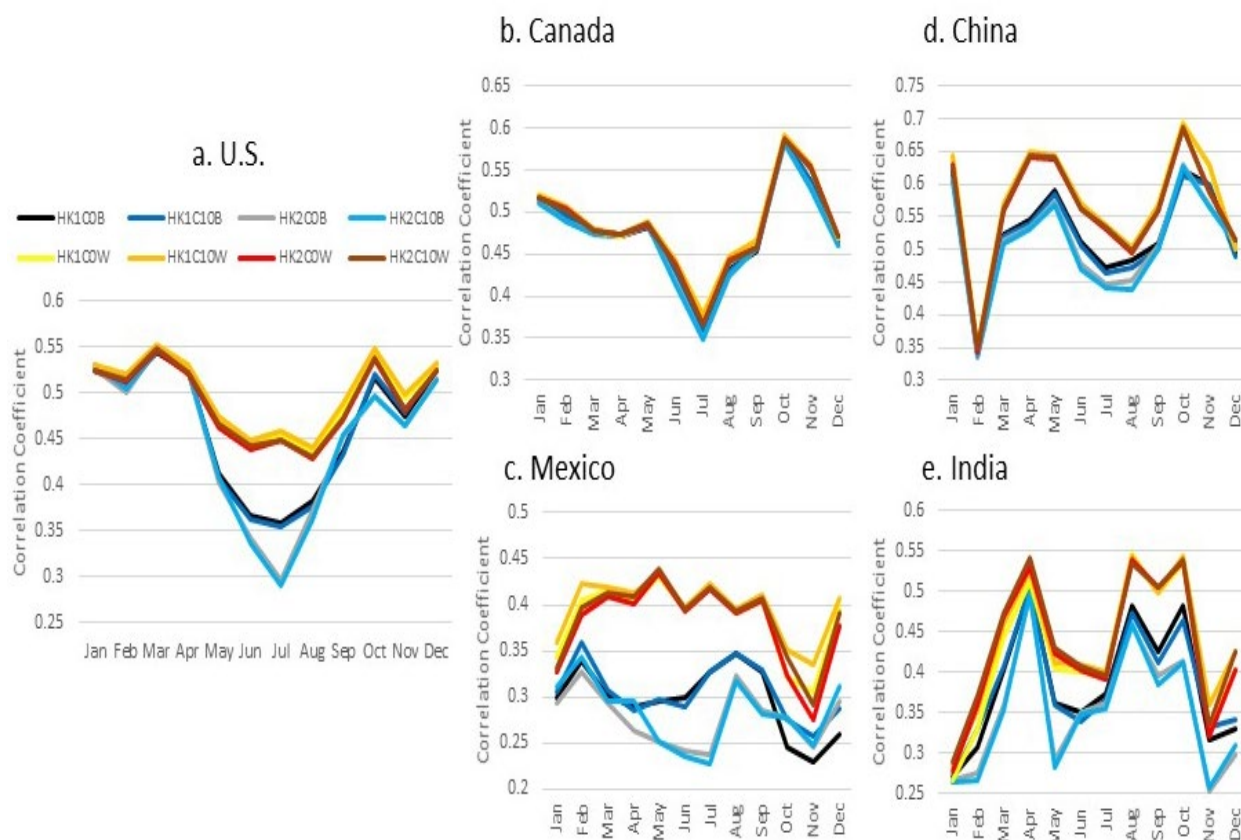 a. U.S.
HK1C0B HK1C10B HK2C0B HK2C10B
HK1C0W HK1C10W HK2C0W HK2C10W
Correlation Coefficient
0.6
0.55
0.5
0.45
0.4
0.35
0.3
0.25
Jan Feb Mar Apr May Jun Jul Aug Sep Oct Nov Dec
b. Canada
Correlation Coefficient
0.65
0.6
0.55
0.5
0.45
0.4
0.35
0.3
Jan Feb Mar Apr May Jun Jul Aug Sep Oct Nov Dec
c. Mexico
Correlation Coefficient
0.5
0.45
0.4
0.35
0.3
0.25
0.2
Jan Feb Mar Apr May Jun Jul Aug Sep Oct Nov Dec
d. China
Correlation Coefficient
0.75
0.7
0.65
0.6
0.55
0.5
0.45
0.4
0.35
0.3
Jan Feb Mar Apr May Jun Jul Aug Sep Oct Nov Dec
e. India
Correlation Coefficient
0.6
0.55
0.5
0.45
0.4
0.35
0.3
0.25
Jan Feb Mar Apr May Jun Jul Aug Sep Oct Nov Dec